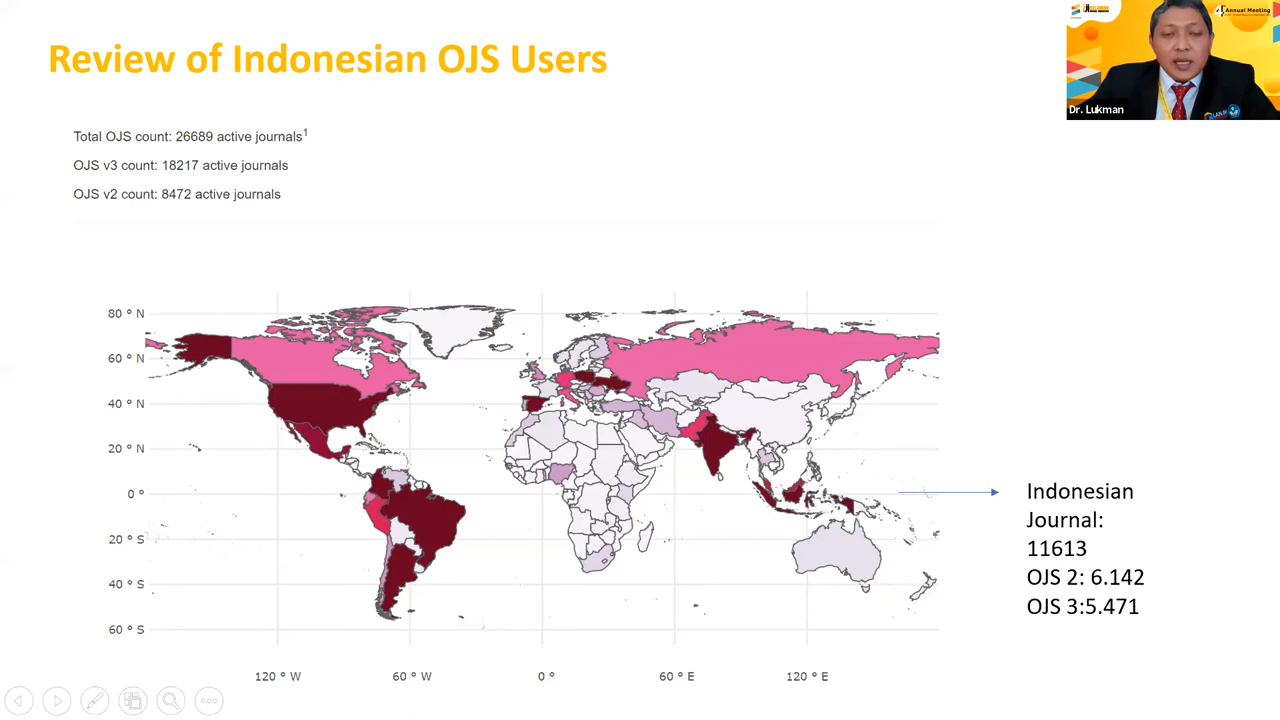 Review of Indonesian OJS Users
Annual Meeting
Dr. Lukman
Total OJS count: 26689 active journals¹
OJS v3 count: 18217 active journals
OJS v2 count: 8472 active journals
80 ° N
60 ° N
40 ° N
20 ° N
0 °
20 ° S
40 ° S
60 ° S
120 ° W
60 ° W
0 °
60 ° E
120 ° E
Indonesian
Journal:
11613
OJS 2: 6.142
OJS 3:5.471